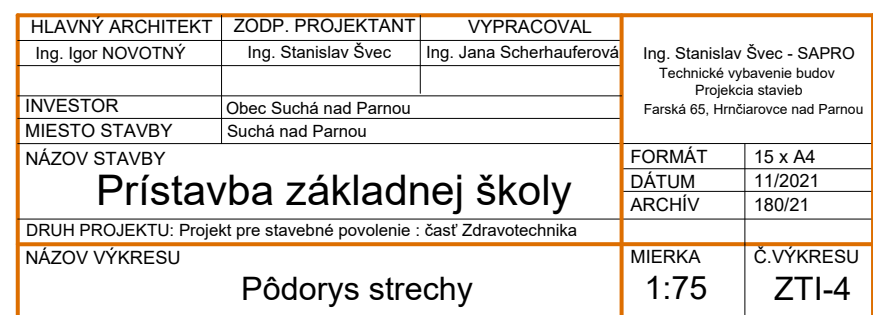 HLAVNÝ ARCHITEKT ZODP. PROJEKTANT VYPRACOVAL
Ing. Igor NOVOTNÝ Ing. Stanislav Švec Ing. Jana Scherhauferová
Ing. Stanislav Švec - SAPRO
Technické vybavenie budov
Projekcia stavieb
Farská 65, Hrnčiarovce nad Parnou
INVESTOR Obec Suchá nad Parnou
MIESTO STAVBY Suchá nad Parnou
NÁZOV STAVBY
Prístavba základnej školy
DRUH PROJEKTU: Projekt pre stavebné povolenie : časť Zdravotechnika
FORMÁT 15 x A4
DÁTUM 11/2021
ARCHÍV 180/21
NÁZOV VÝKRESU
Pôdorys strechy
MIERKA Č.VÝKRESU
1:75 ZTI-4